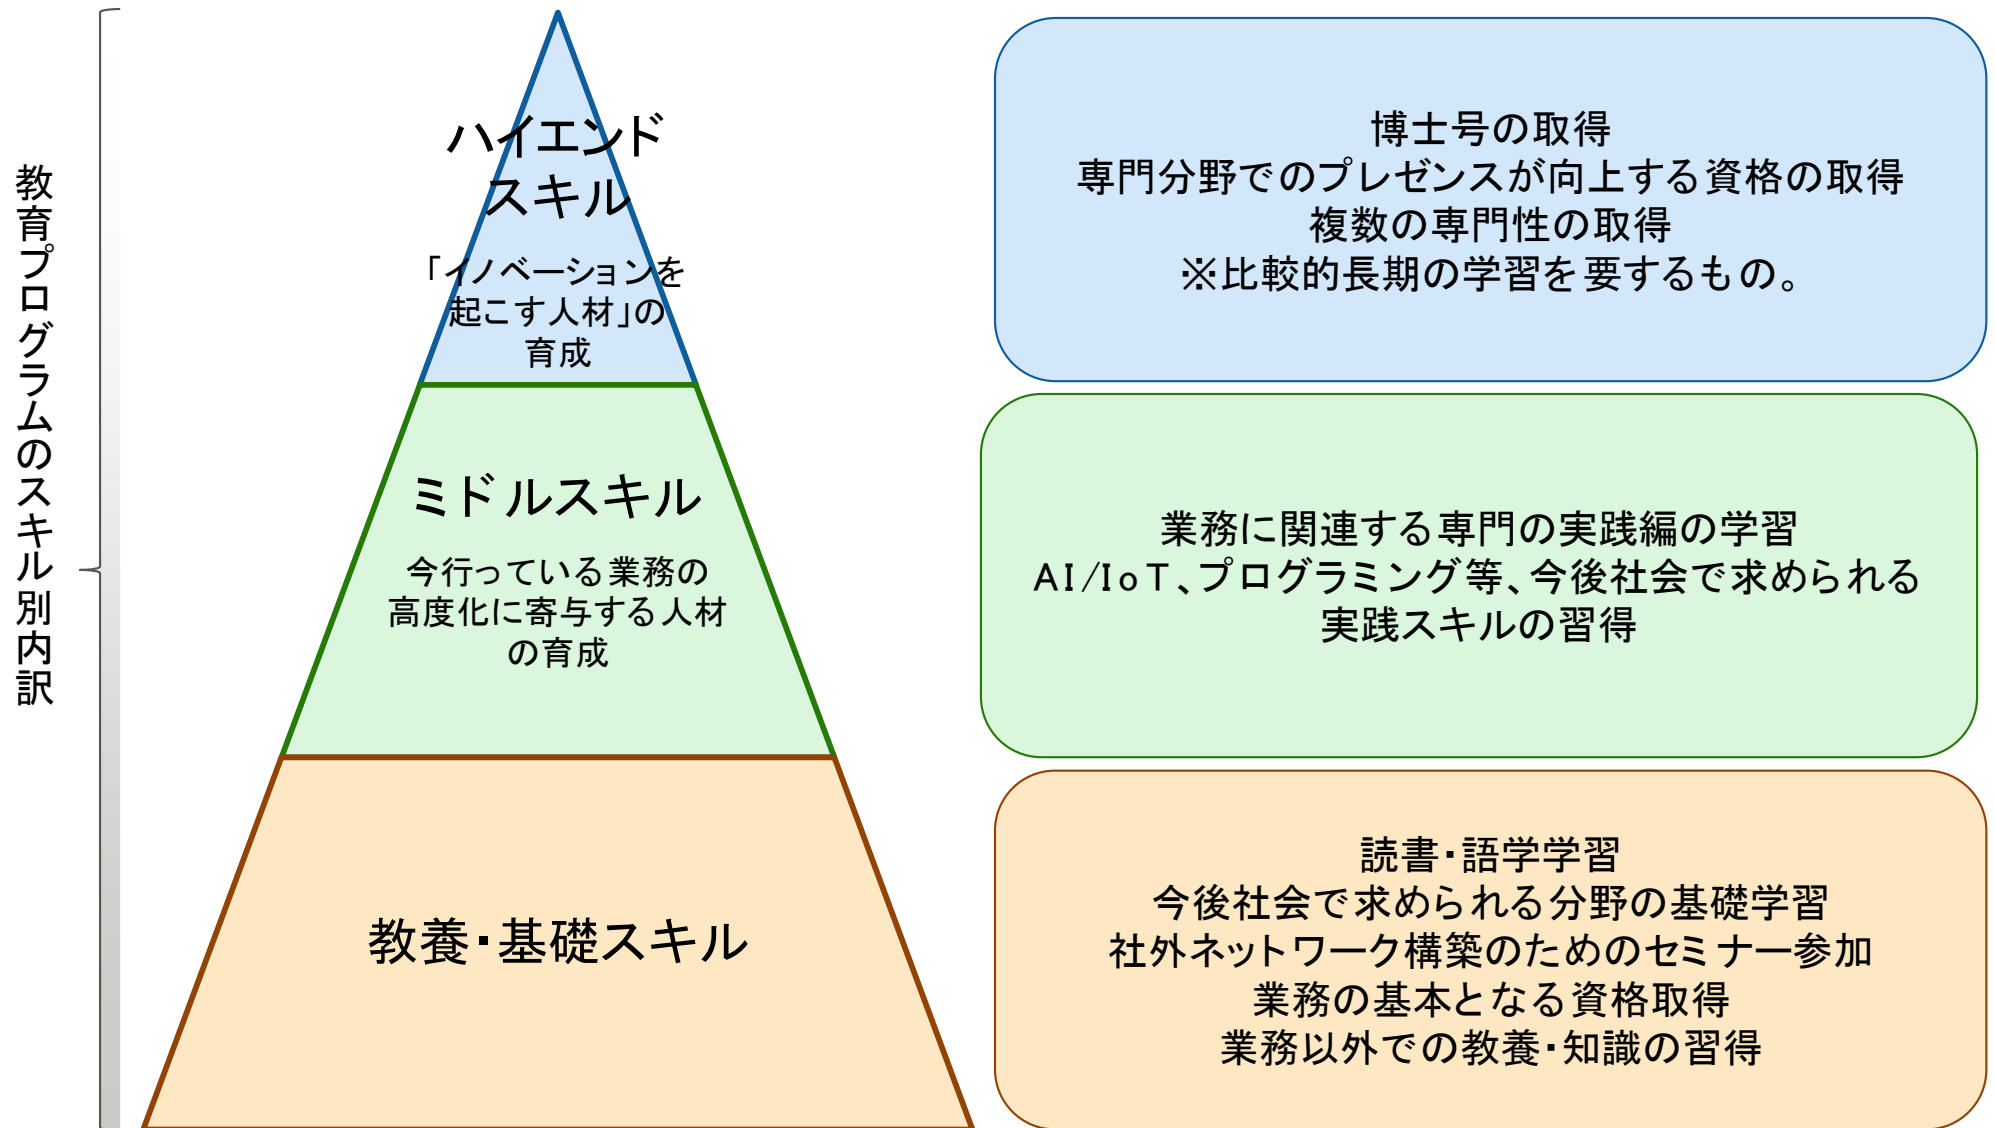 教育プログラムのスキル別内訳
ハイエンド
スキル
「イノベーションを
起こす人材」の
育成
博士号の取得
専門分野でのプレゼンスが向上する資格の取得
複数の専門性の取得
※比較的長期の学習を要するもの。
ミドルスキル
今行っている業務の
高度化に寄与する人材
の育成
業務に関連する専門の実践編の学習
AI/IoT、プログラミング等、今後社会で求められる
実践スキルの習得
教養・基礎スキル
読書・語学学習
今後社会で求められる分野の基礎学習
社外ネットワーク構築のためのセミナー参加
業務の基本となる資格取得
業務以外での教養・知識の習得